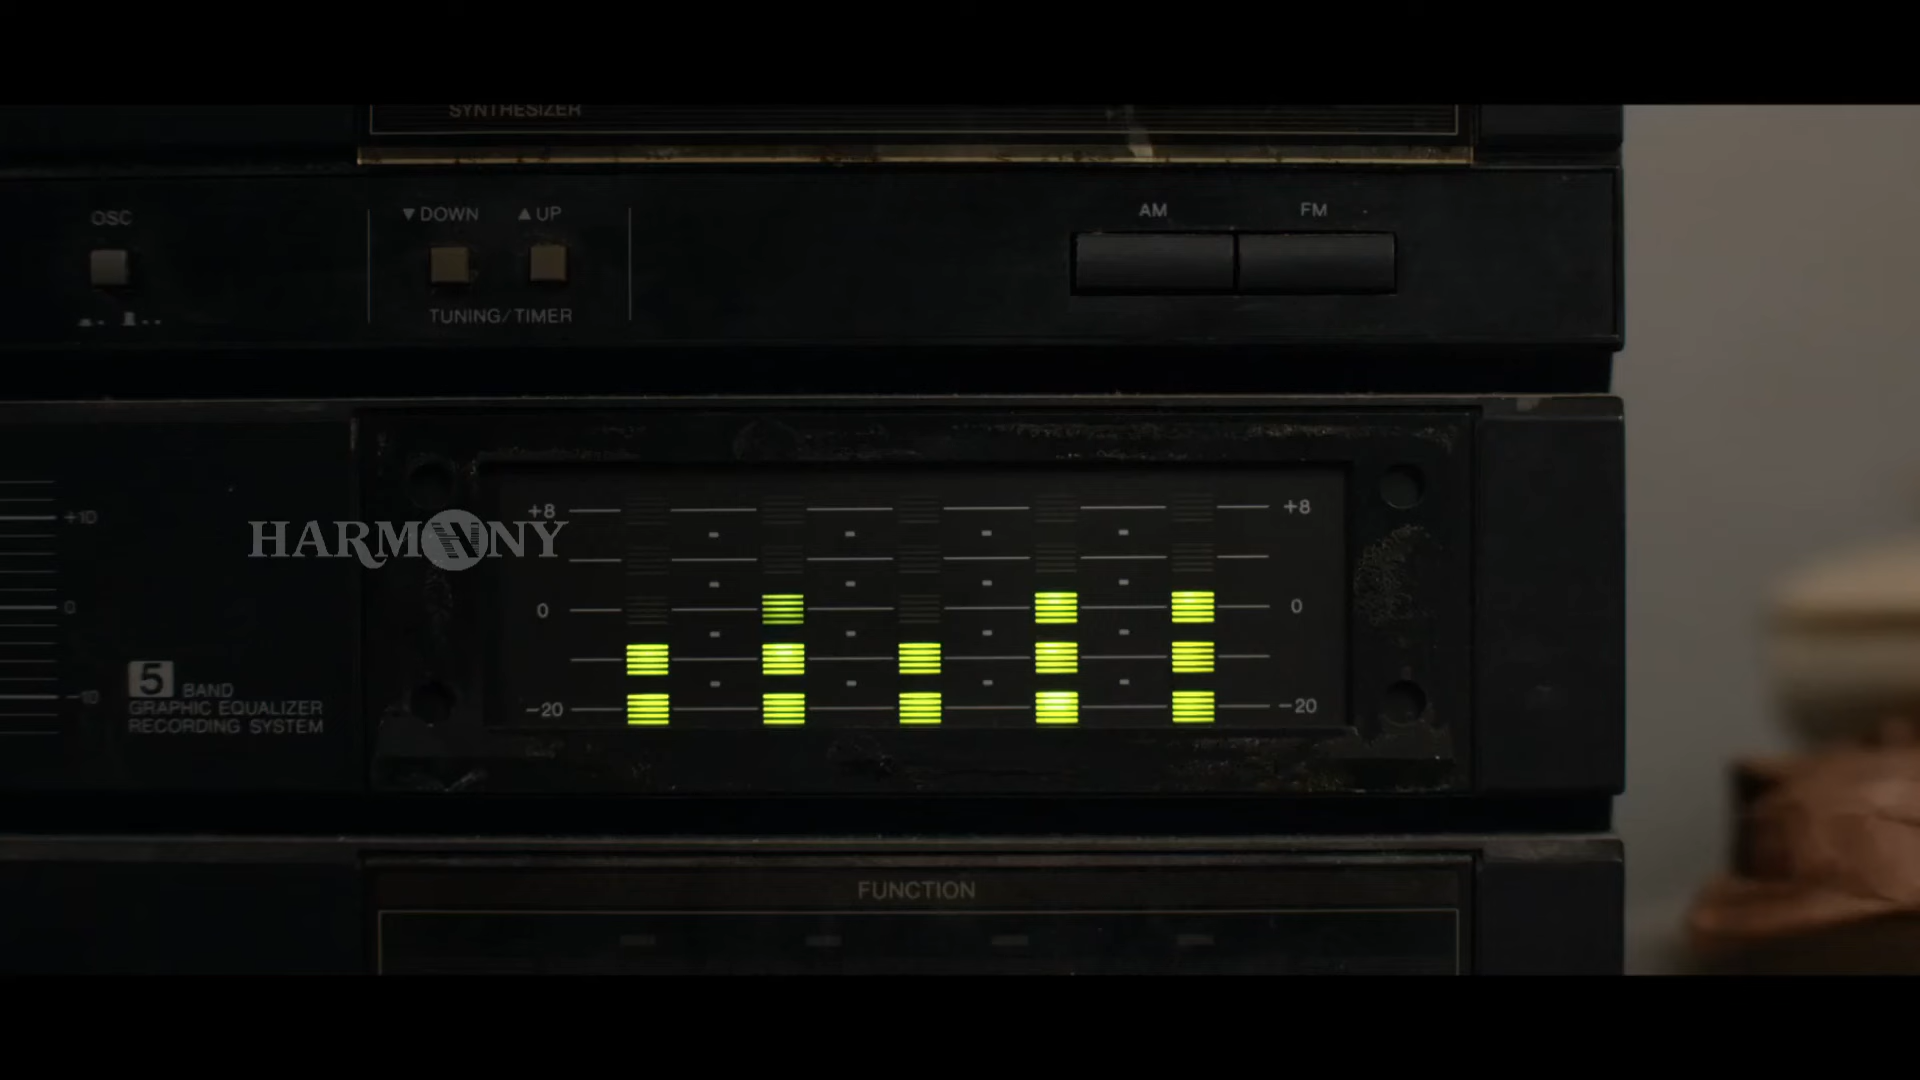 SYNTHESIZER
OSC
▼DOWN ▲UP
TUNING/TIMER
AM FM
+10
0
-10
5 BAND
GRAPHIC EQUALIZER
RECORDING SYSTEM
HARMONY
+8 +8
0 0
-20 -20
FUNCTION